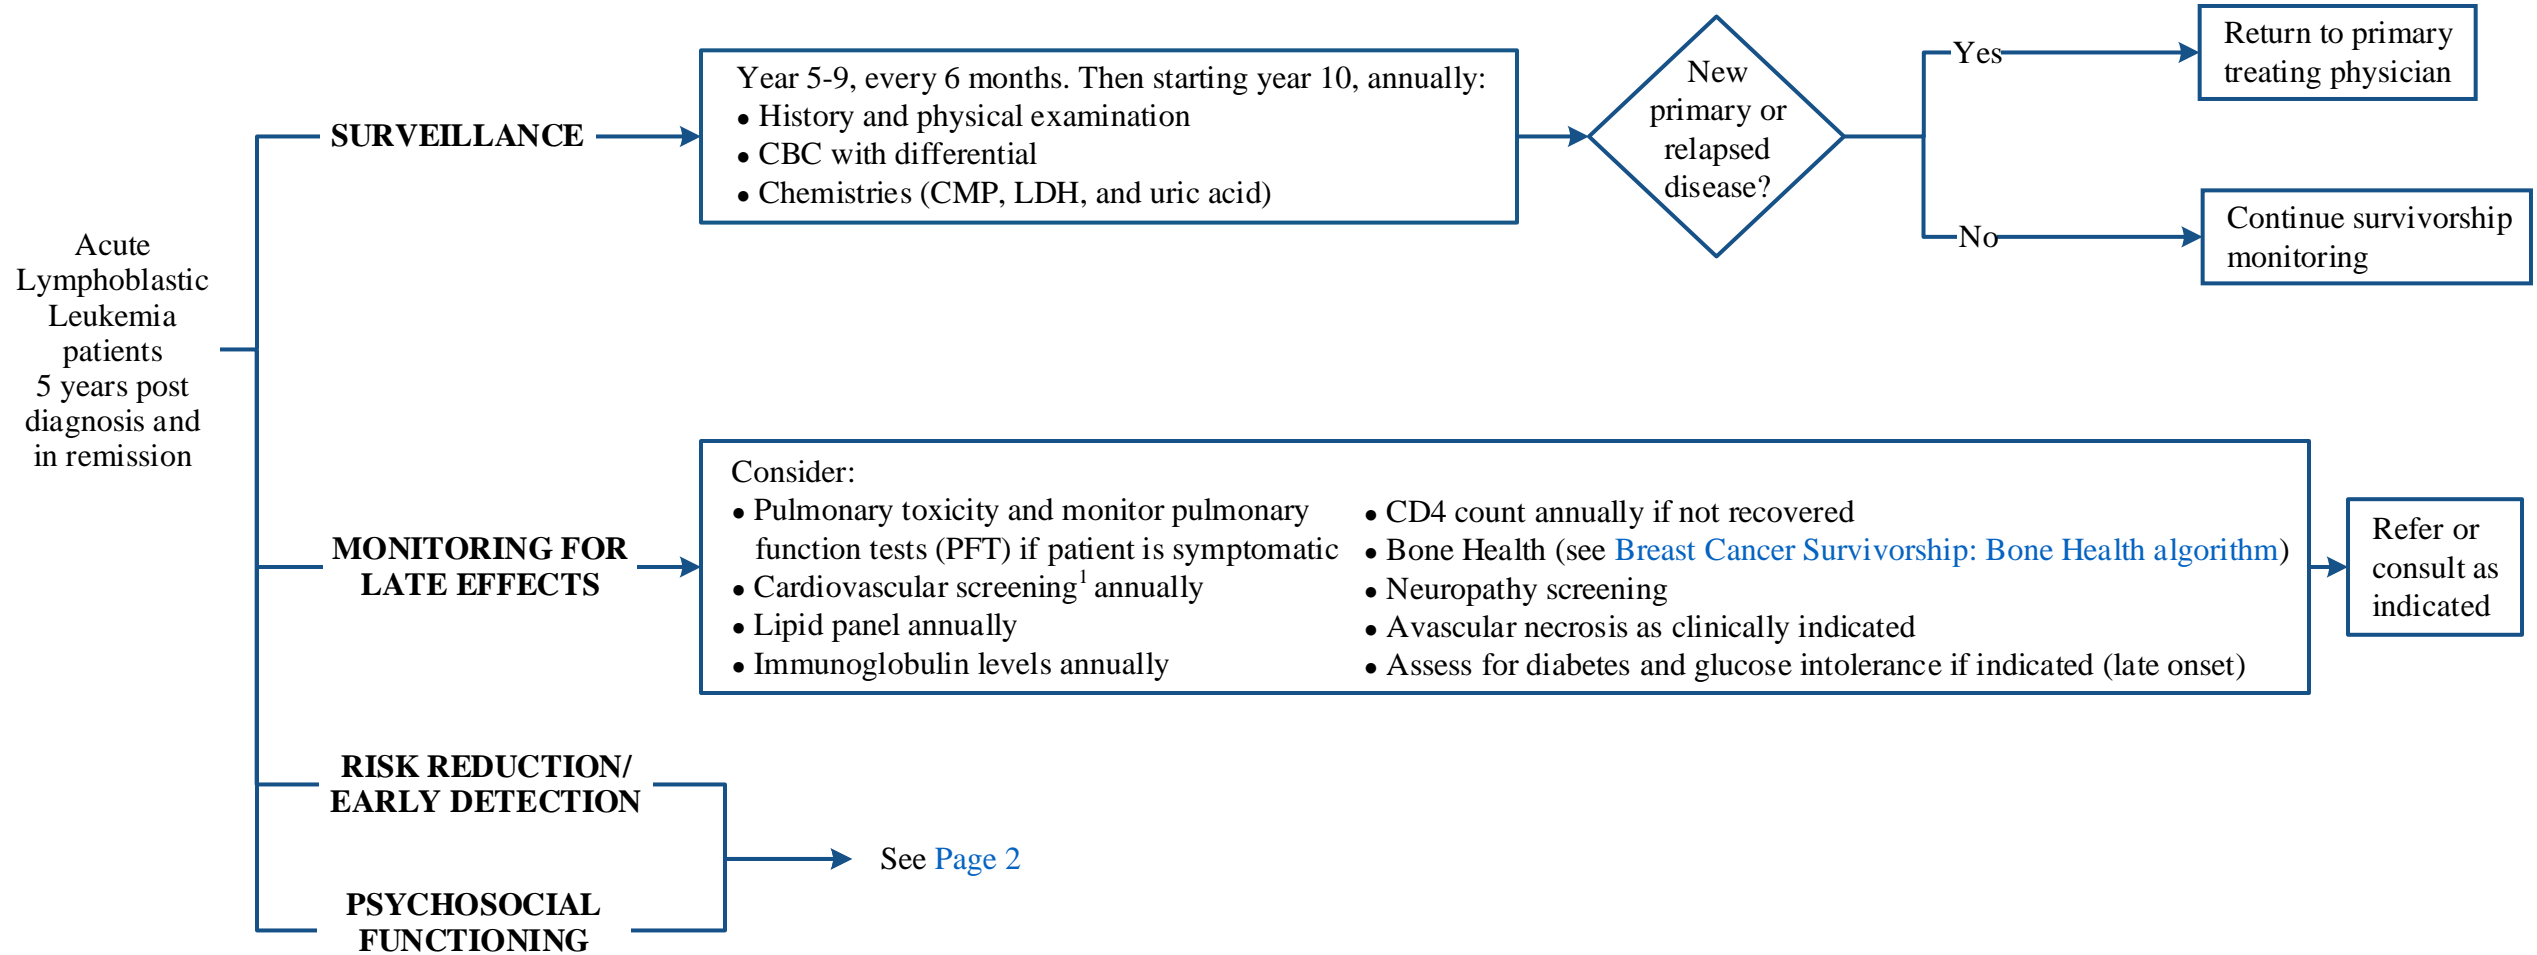 Acute
Lymphoblastic
Leukemia
patients
5 years post
diagnosis and
in remission
SURVEILLANCE
Year 5-9, every 6 months. Then starting year 10, annually:
● History and physical examination
● CBC with differential
● Chemistries (CMP, LDH, and uric acid)
New
primary or
relapsed
disease?
Yes
Return to primary
treating physician
No
Continue survivorship
monitoring
MONITORING FOR
LATE EFFECTS
Consider:
● Pulmonary toxicity and monitor pulmonary
function tests (PFT) if patient is symptomatic
● Cardiovascular screening¹ annually
● Lipid panel annually
● Immunoglobulin levels annually
● CD4 count annually if not recovered
● Bone Health (see Breast Cancer Survivorship: Bone Health algorithm)
● Neuropathy screening
● Avascular necrosis as clinically indicated
● Assess for diabetes and glucose intolerance if indicated (late onset)
Refer or
consult as
indicated
RISK REDUCTION/
EARLY DETECTION
PSYCHOSOCIAL
FUNCTIONING
See Page 2